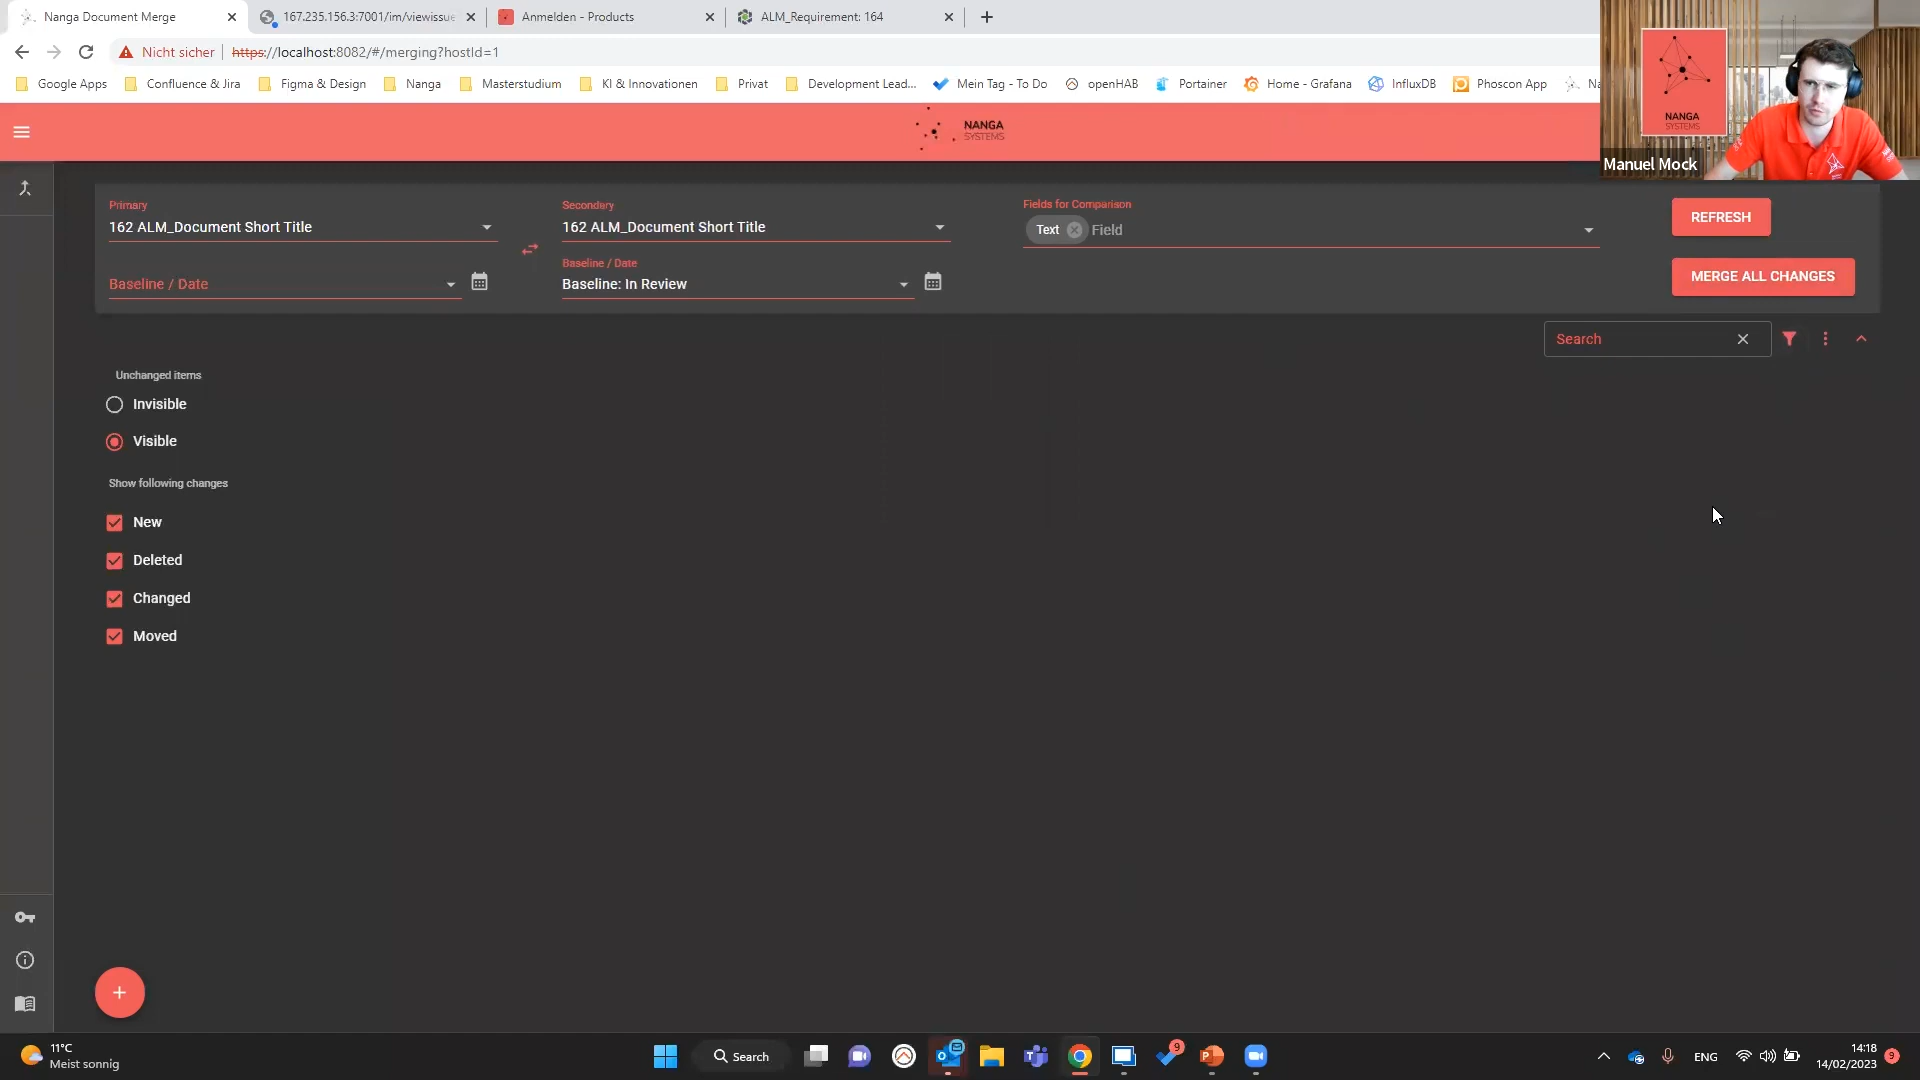 Nanga Document Merge
167.235.156.3:7001/im/viewissue
Anmelden - Products
ALM_Requirement: 164
Nicht sicher
https://localhost:8082/#/merging?hostId=1
Google Apps
Confluence & Jira
Figma & Design
Nanga
Masterstudium
KI & Innovationen
Privat
Development Lead...
Mein Tag - To Do
openHAB
Portainer
Home - Grafana
InfluxDB
Phoscon App
NANGA
SYSTEMS
NANGA
SYSTEMS
Manuel Mock
Primary
162 ALM_Document Short Title
Baseline / Date
Secondary
162 ALM_Document Short Title
Baseline / Date
Baseline: In Review
Fields for Comparison
Text
Field
REFRESH
MERGE ALL CHANGES
Search
Unchanged items
Invisible
Visible
Show following changes
New
Deleted
Changed
Moved
11°C
Meist sonnig
Search
9
ENG
14:18
14/02/2023
9